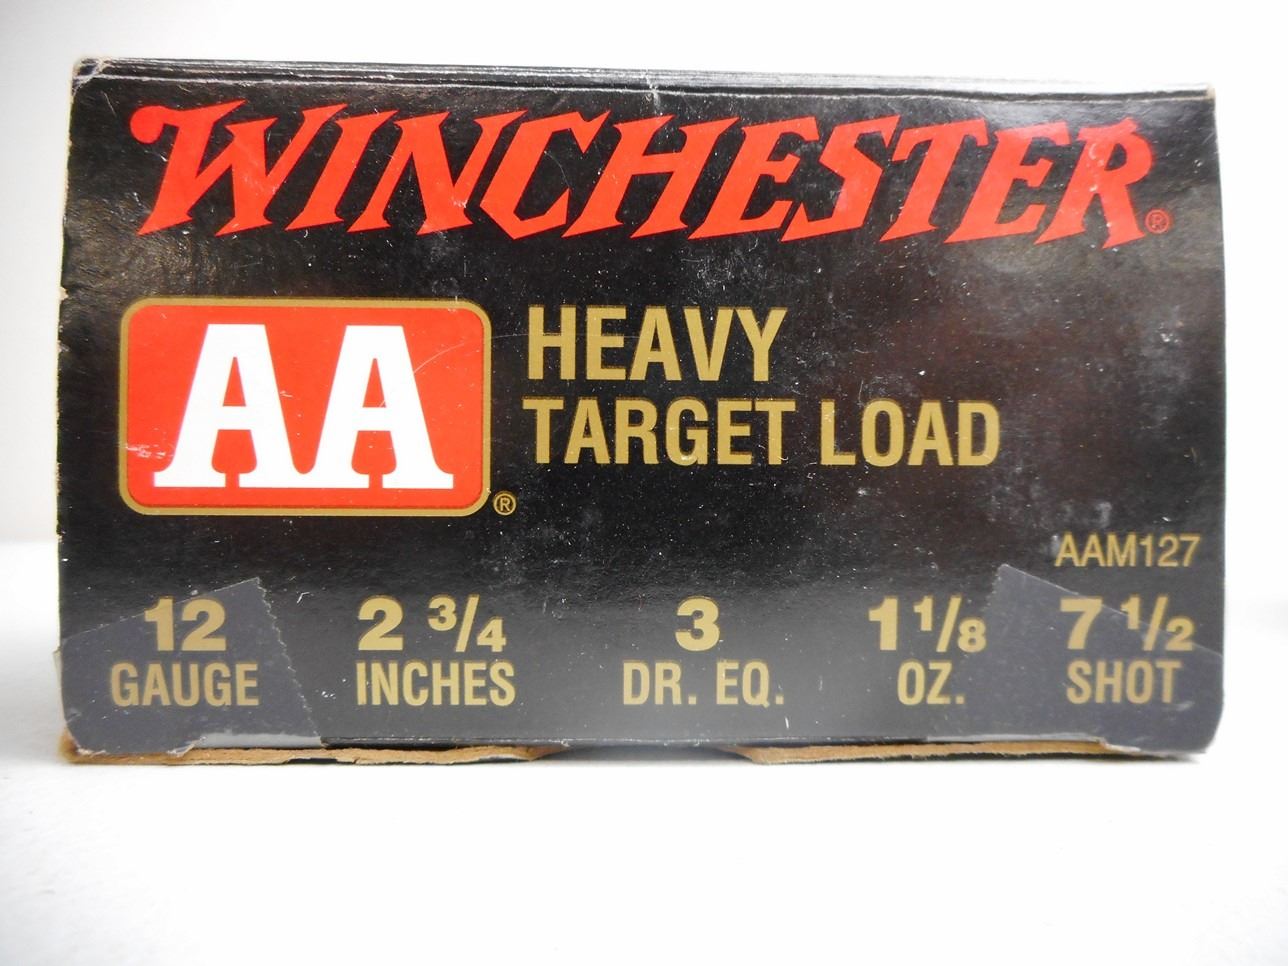 WINCHESTER®
AA®
HEAVY
TARGET LOAD
AAM127
12 2 3/4 3 1 1/8 7 1/2
GAUGE INCHES DR. EQ. OZ. SHOT